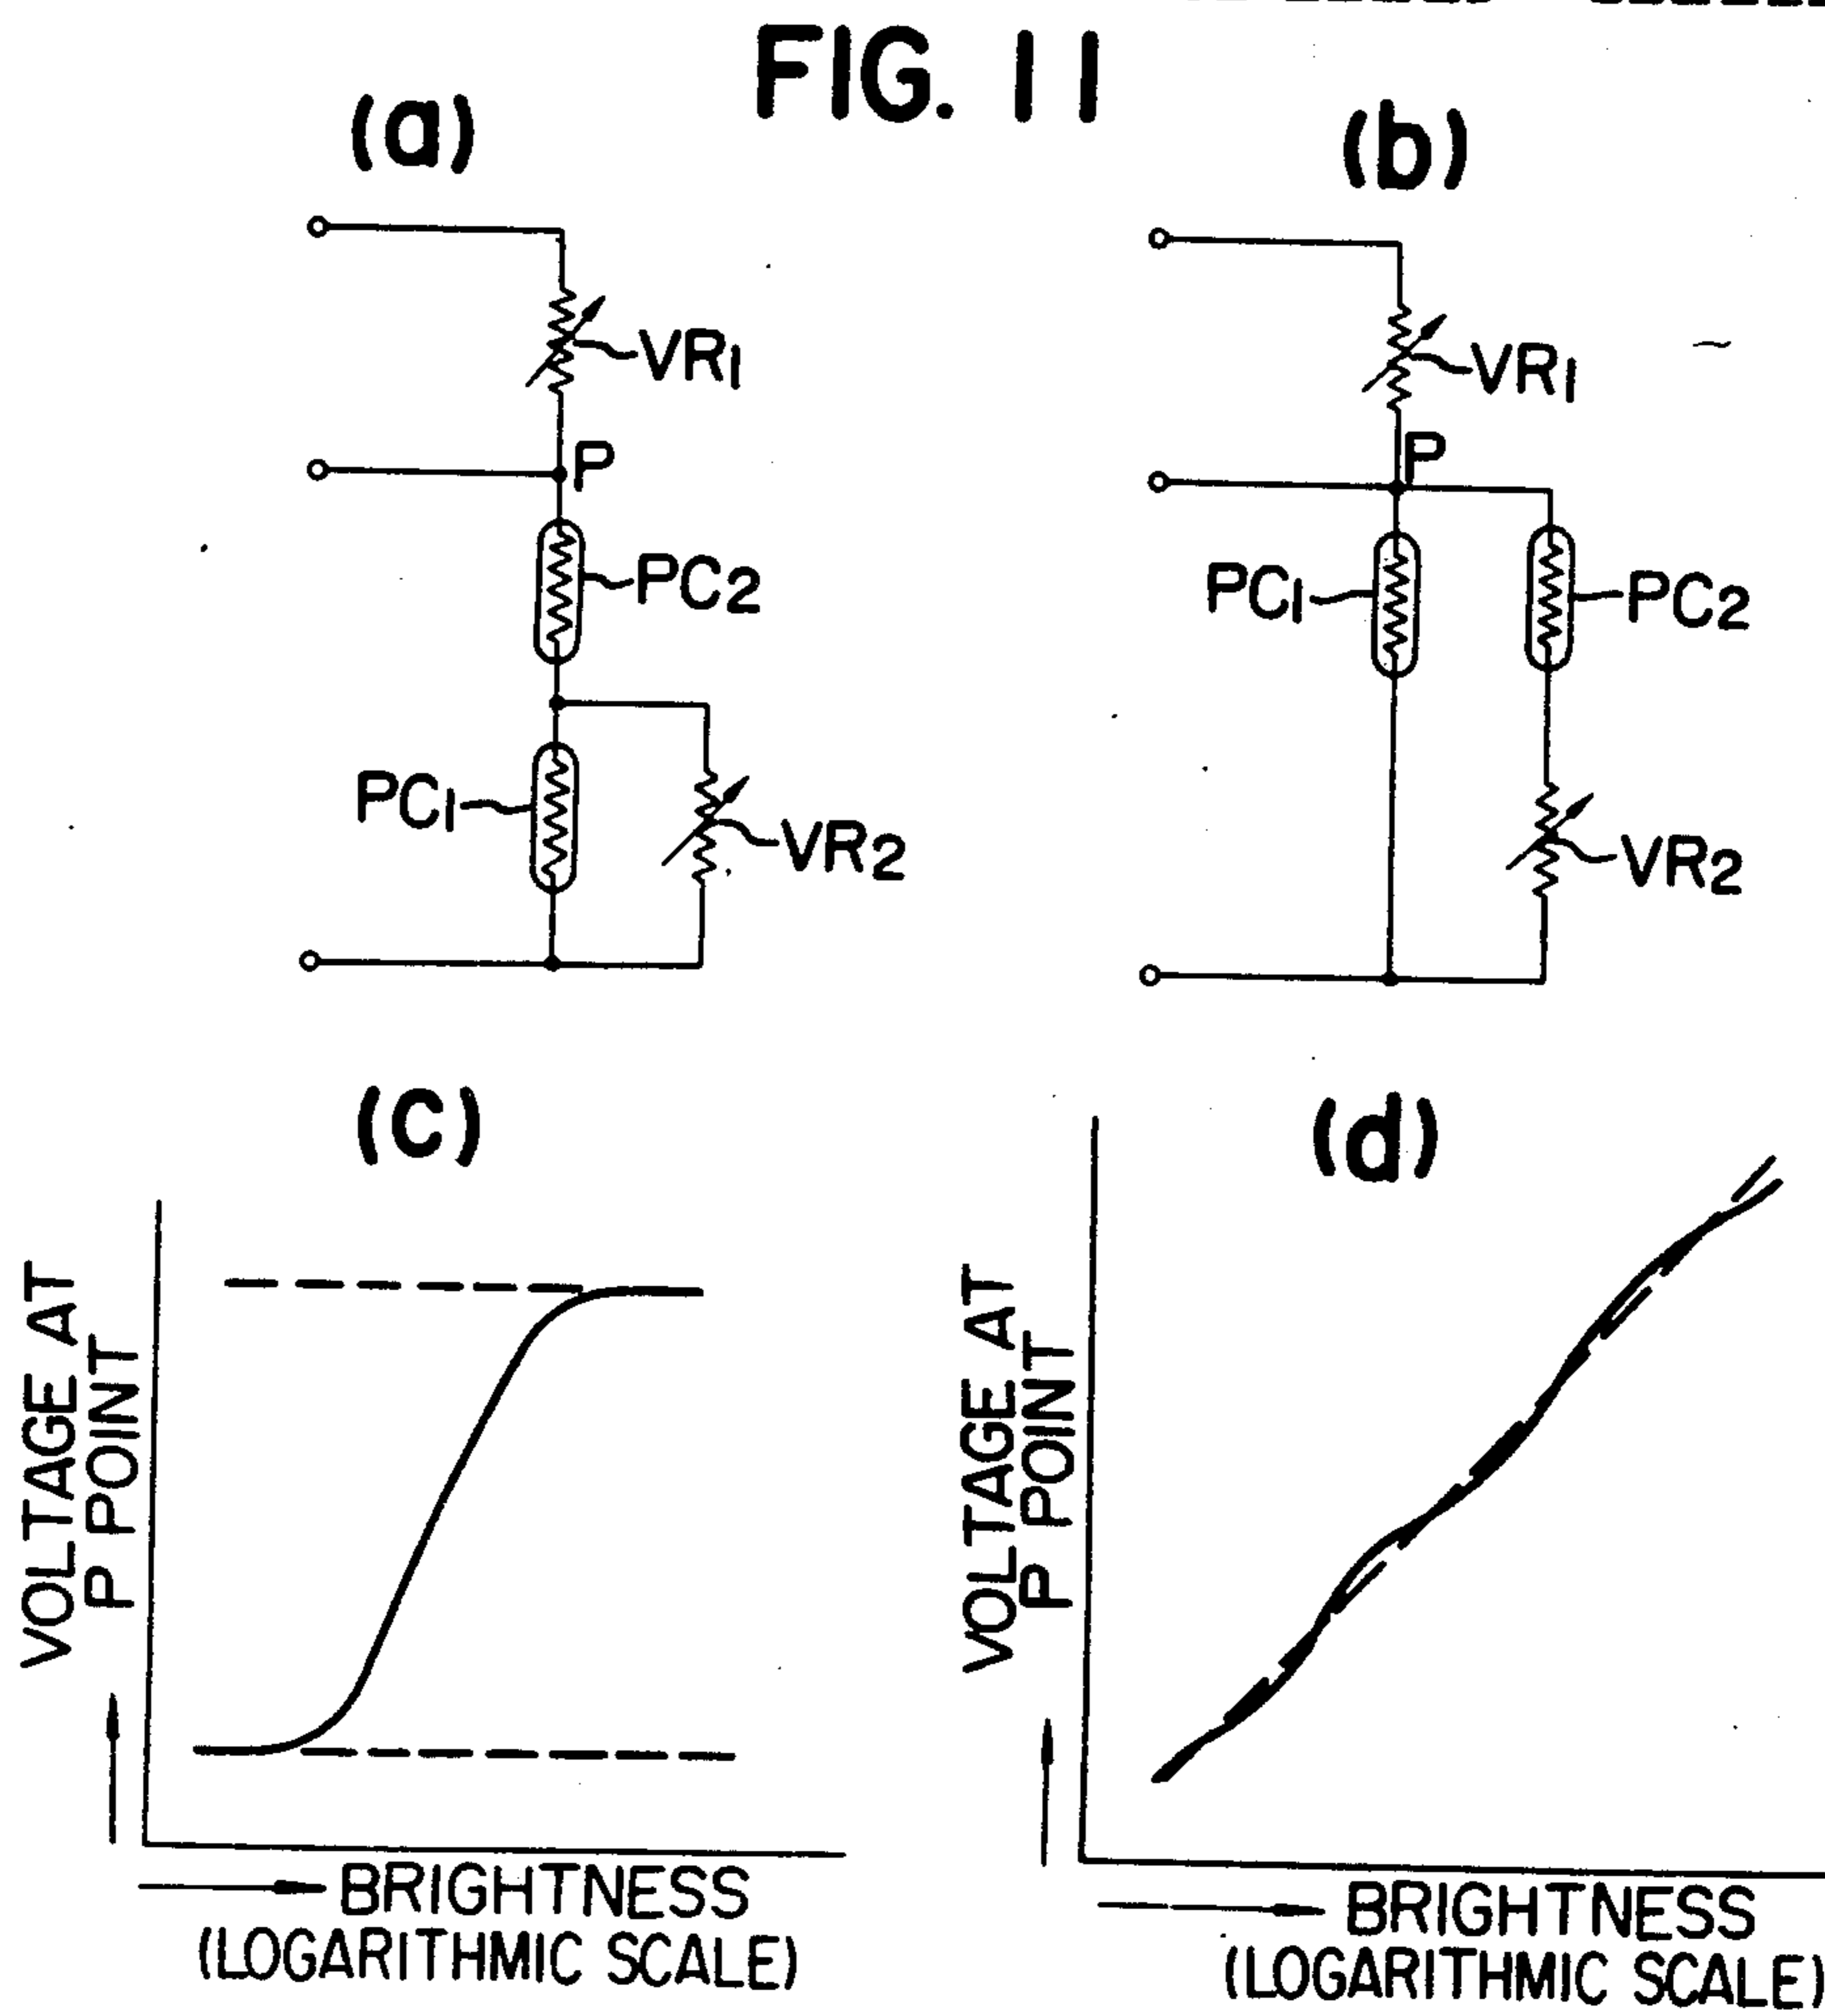 FIG. 11
(a)
VR1
P
PC2
PC1
VR2
(b)
VR1
P
PC1
PC2
VR2
(c)
VOLTAGE AT
P POINT
BRIGHTNESS
(LOGARITHMIC SCALE)
(d)
VOLTAGE AT
P POINT
BRIGHTNESS
(LOGARITHMIC SCALE)